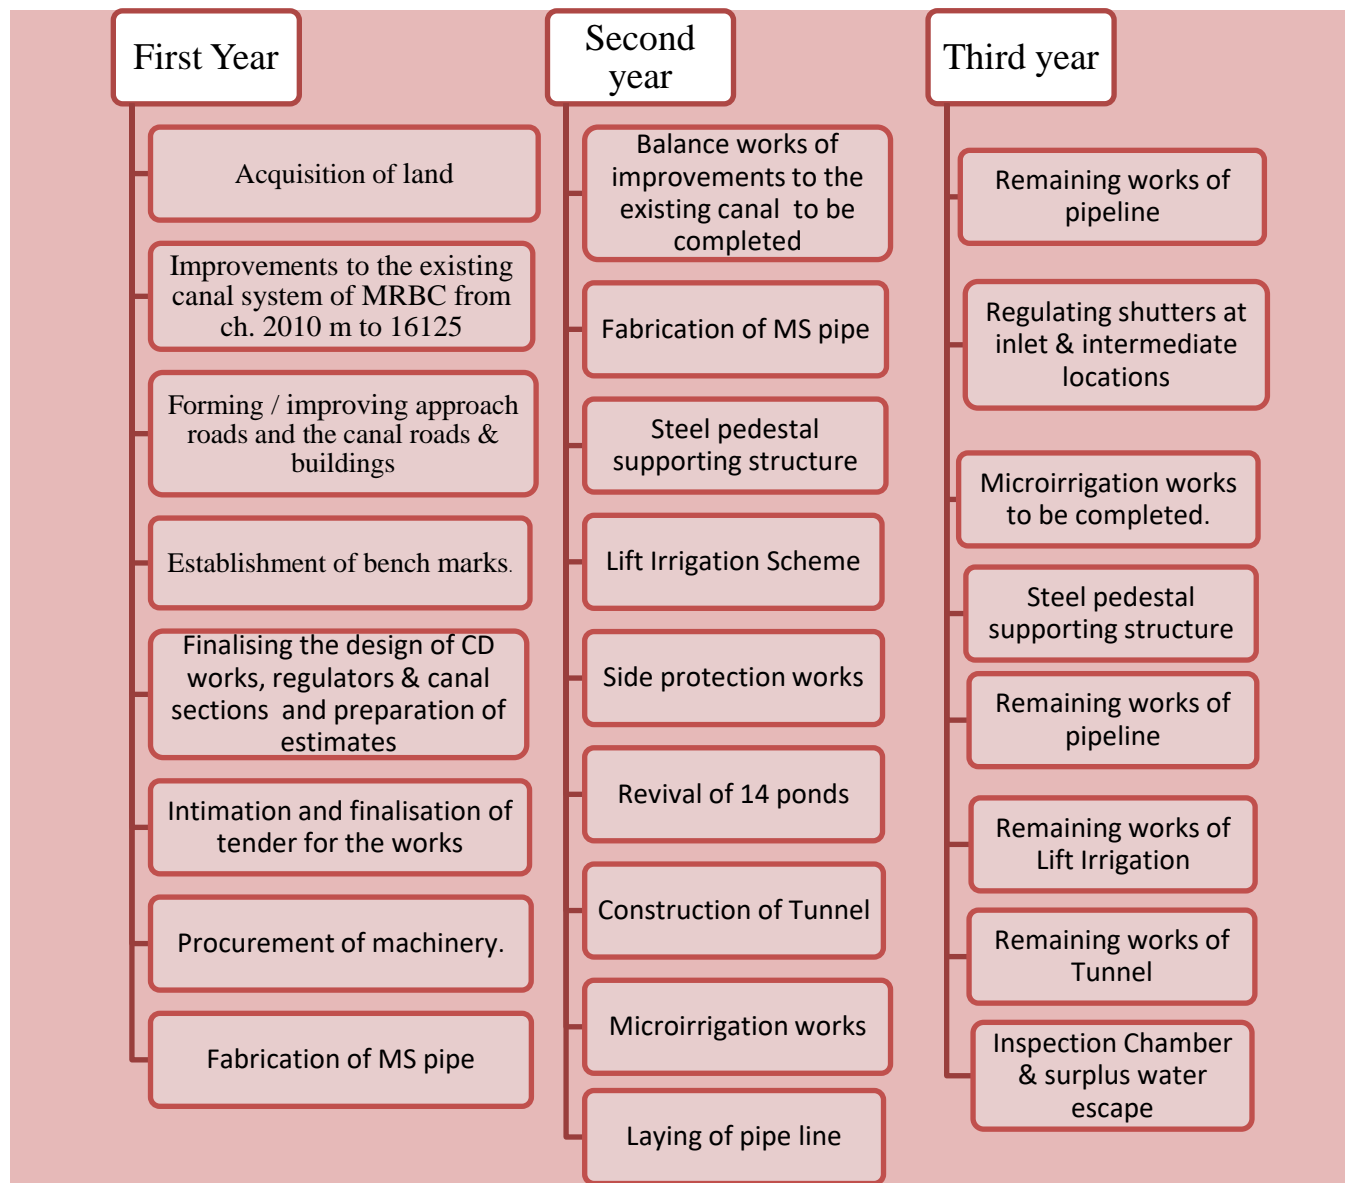 First Year
Acquisition of land
Improvements to the existing
canal system of MRBC from
ch. 2010 m to 16125
Forming / improving approach
roads and the canal roads &
buildings
Establishment of bench marks.
Finalising the design of CD
works, regulators & canal
sections and preparation of
estimates
Intimation and finalisation of
tender for the works
Procurement of machinery.
Fabrication of MS pipe
Second
year
Balance works of
improvements to the
existing canal to be
completed
Fabrication of MS pipe
Steel pedestal
supporting structure
Lift Irrigation Scheme
Side protection works
Revival of 14 ponds
Construction of Tunnel
Microirrigation works
Laying of pipe line
Third year
Remaining works of
pipeline
Regulating shutters at
inlet & intermediate
locations
Microirrigation works
to be completed.
Steel pedestal
supporting structure
Remaining works of
pipeline
Remaining works of
Lift Irrigation
Remaining works of
Tunnel
Inspection Chamber
& surplus water
escape